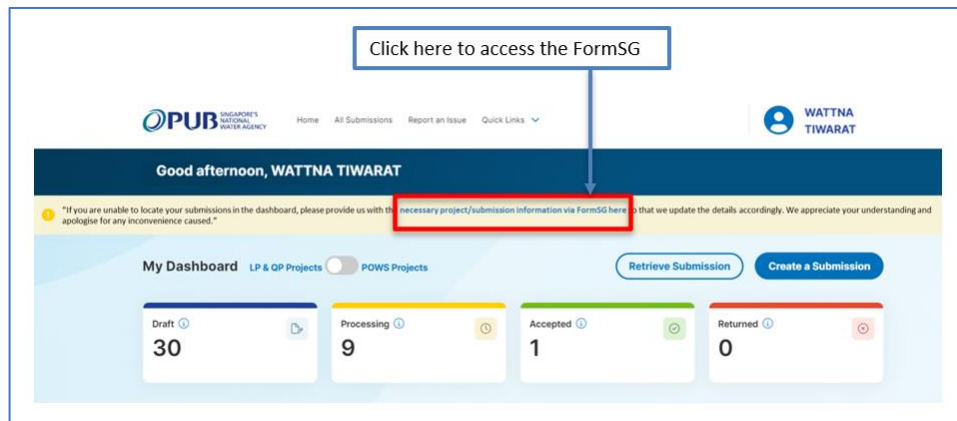 Click here to access the FormSG
PUB SINGAPORE'S
NATIONAL
WATER AGENCY
Home All Submissions Report an Issue Quick Links
WATTNA
TIWARAT
Good afternoon, WATTNA TIWARAT
"If you are unable to locate your submissions in the dashboard, please provide us with the necessary project/submission information via FormSG here so that we update the details accordingly. We appreciate your understanding and
apologise for any inconvenience caused."
My Dashboard LP & QP Projects POWS Projects Retrieve Submission Create a Submission
Draft Processing Accepted Returned
30 9 1 0